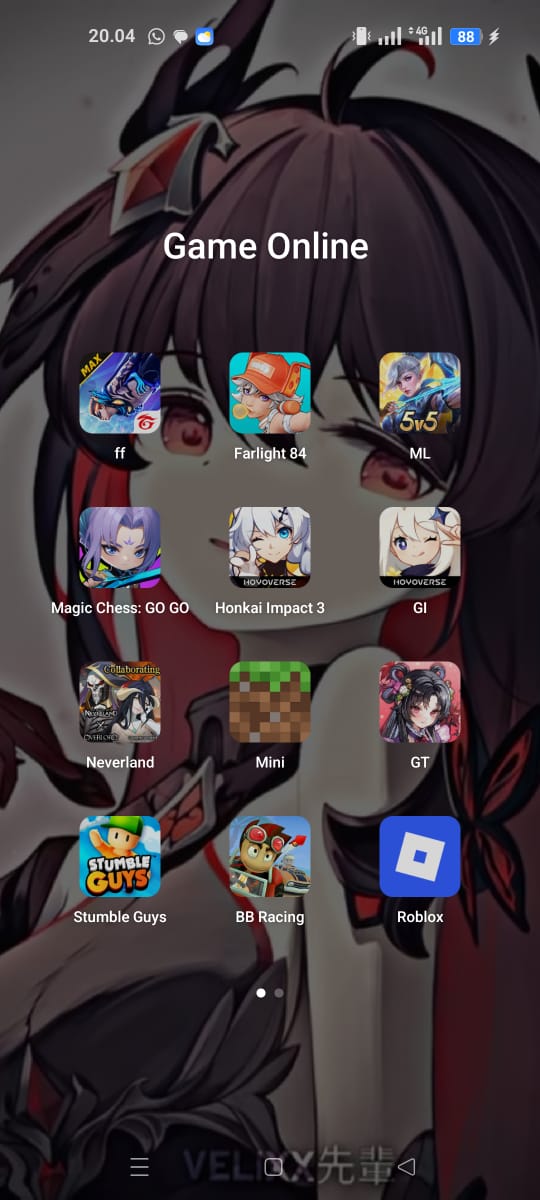 20.04
4G
88
Game Online
MAX
5v5
ff
Farlight 84
ML
HOYOVERSE
HOYOVERSE
Magic Chess: GO GO
Honkai Impact 3
GI
Collaborating
NEVERLAND
OVERLORD
Neverland
Mini
GT
STUMBLE
GUYS
Stumble Guys
BB Racing
Roblox
VELIXX先輩